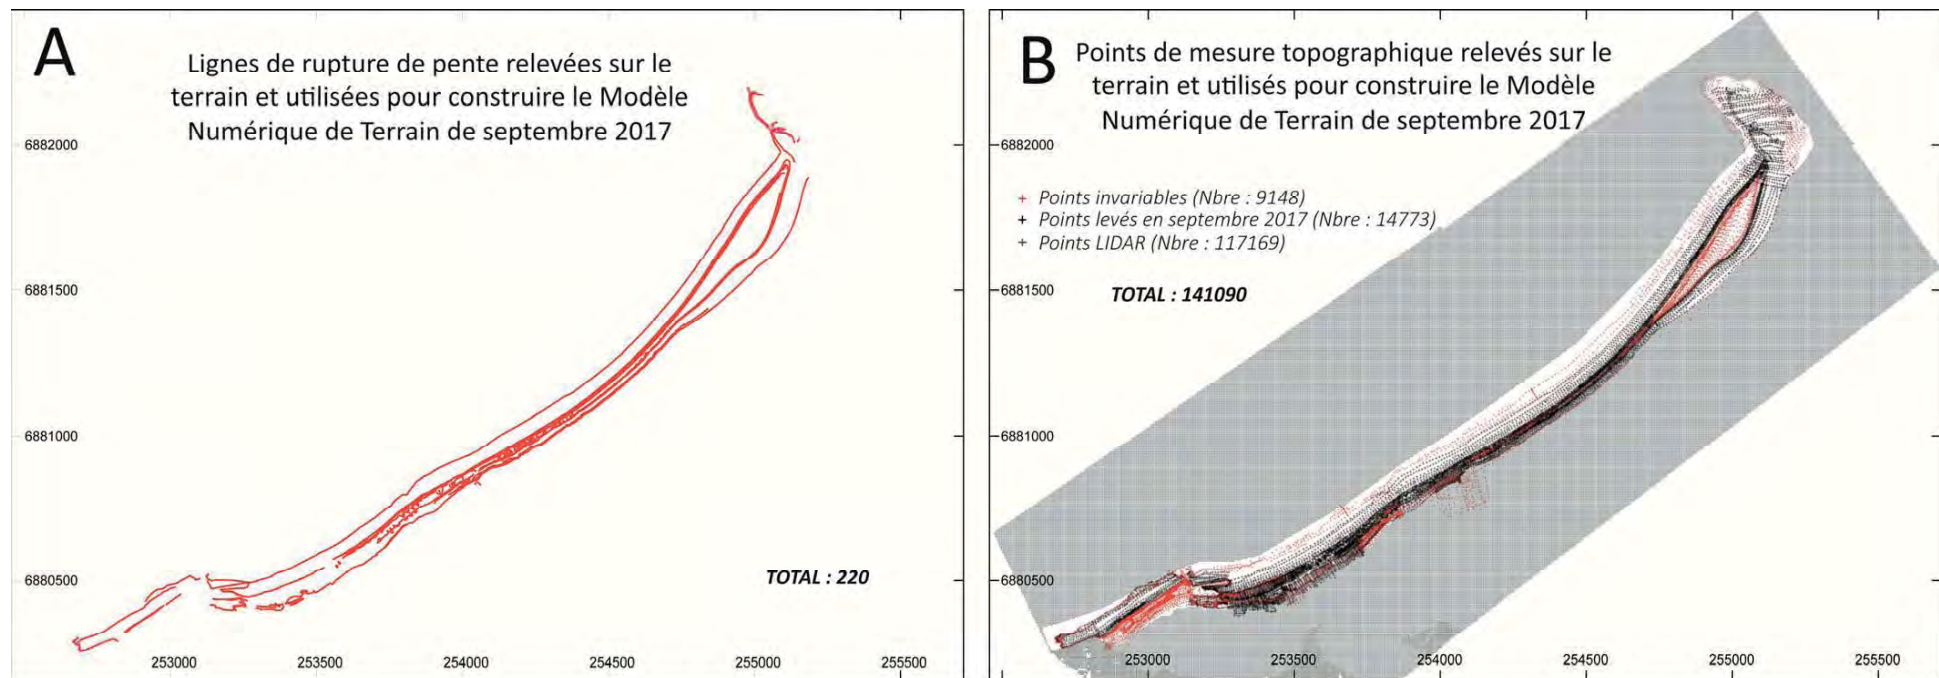 A
Lignes de rupture de pente relevées sur le
terrain et utilisées pour construire le Modèle
Numérique de Terrain de septembre 2017
6882000
6881500
6881000
6880500
TOTAL : 220
253000 253500 254000 254500 255000 255500
B
Points de mesure topographique relevés sur le
terrain et utilisés pour construire le Modèle
Numérique de Terrain de septembre 2017
6882000
Points invariables (Nbre : 9148)
Points levés en septembre 2017 (Nbre : 14773)
Points LIDAR (Nbre : 117169)
6881500
TOTAL : 141090
6881000
6880500
253000 253500 254000 254500 255000 255500